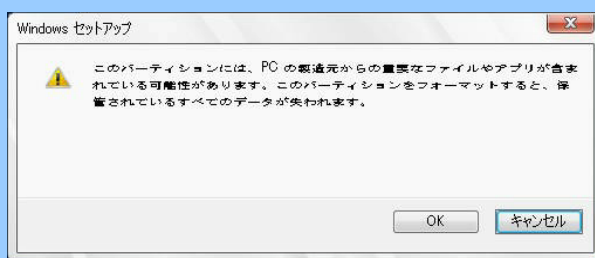 Windows セットアップ
このパーティションには、PC の製造元からの重要なファイルやアプリが含ま
れている可能性があります。このパーティションをフォーマットすると、保
管されているすべてのデータが失われます。
OK
キャンセル